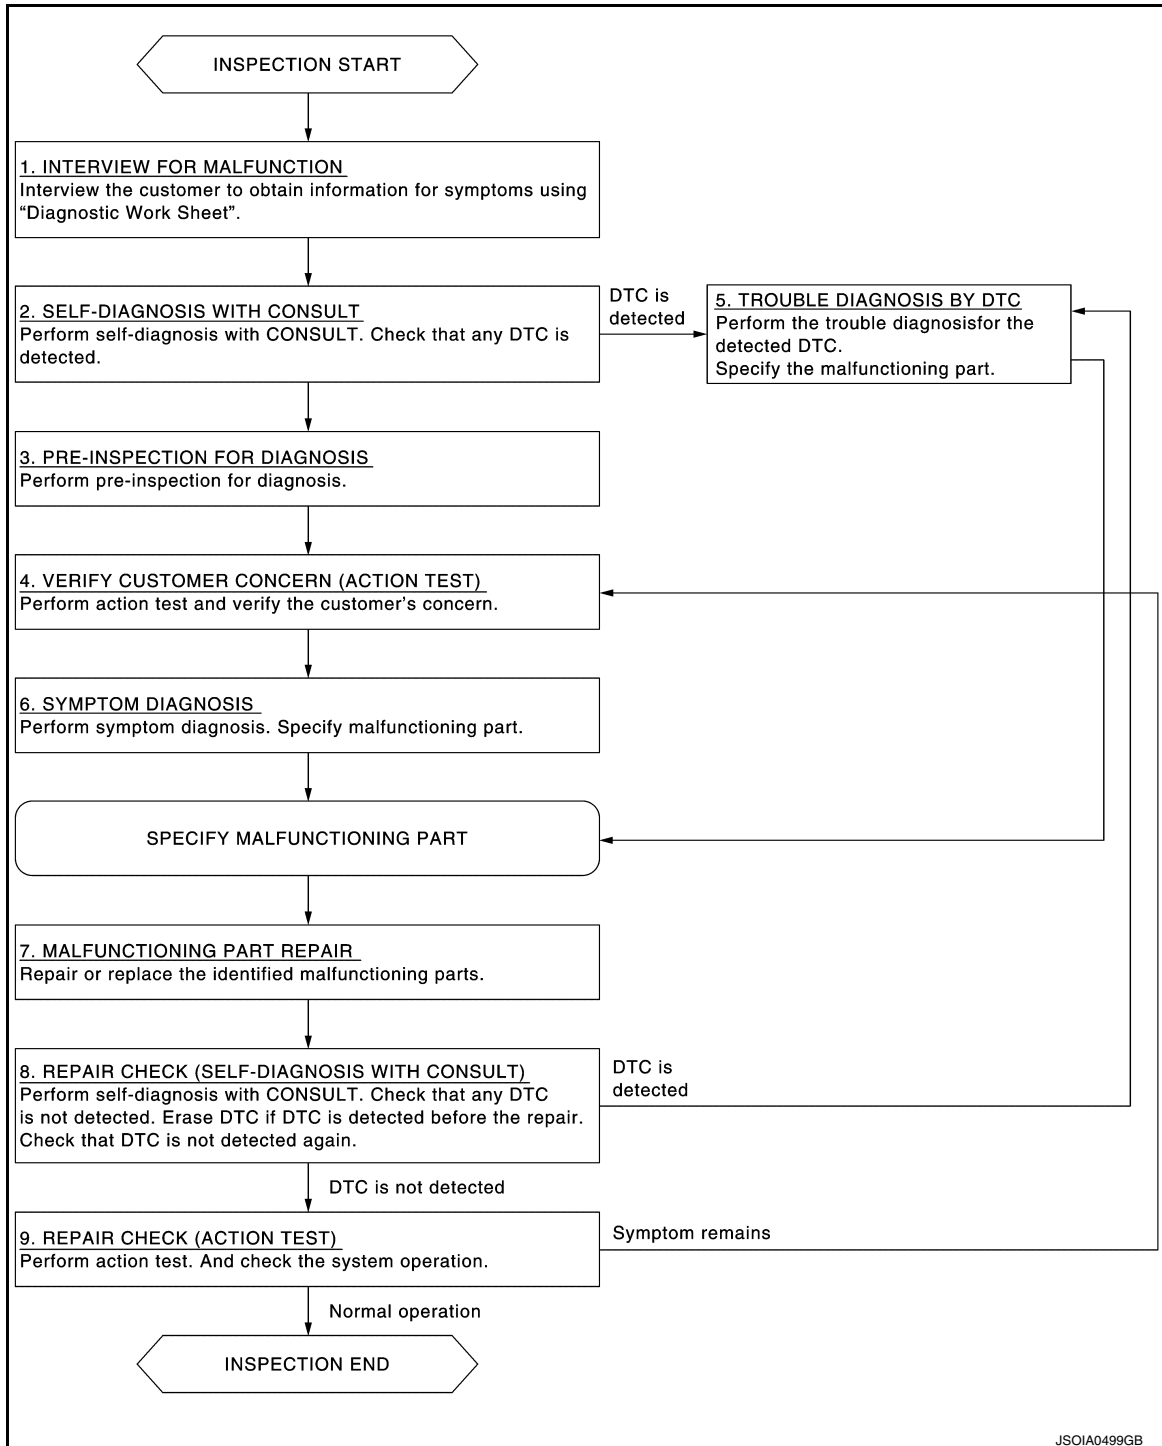 INSPECTION START
1. INTERVIEW FOR MALFUNCTION
Interview the customer to obtain information for symptoms using
“Diagnostic Work Sheet”.
2. SELF-DIAGNOSIS WITH CONSULT
Perform self-diagnosis with CONSULT. Check that any DTC is
detected.
DTC is
detected
5. TROUBLE DIAGNOSIS BY DTC
Perform the trouble diagnosisfor the
detected DTC.
Specify the malfunctioning part.
3. PRE-INSPECTION FOR DIAGNOSIS
Perform pre-inspection for diagnosis.
4. VERIFY CUSTOMER CONCERN (ACTION TEST)
Perform action test and verify the customer’s concern.
6. SYMPTOM DIAGNOSIS
Perform symptom diagnosis. Specify malfunctioning part.
SPECIFY MALFUNCTIONING PART
7. MALFUNCTIONING PART REPAIR
Repair or replace the identified malfunctioning parts.
8. REPAIR CHECK (SELF-DIAGNOSIS WITH CONSULT)
Perform self-diagnosis with CONSULT. Check that any DTC
is not detected. Erase DTC if DTC is detected before the repair.
Check that DTC is not detected again.
DTC is
detected
DTC is not detected
9. REPAIR CHECK (ACTION TEST)
Perform action test. And check the system operation.
Symptom remains
Normal operation
INSPECTION END
JSOIA0499GB